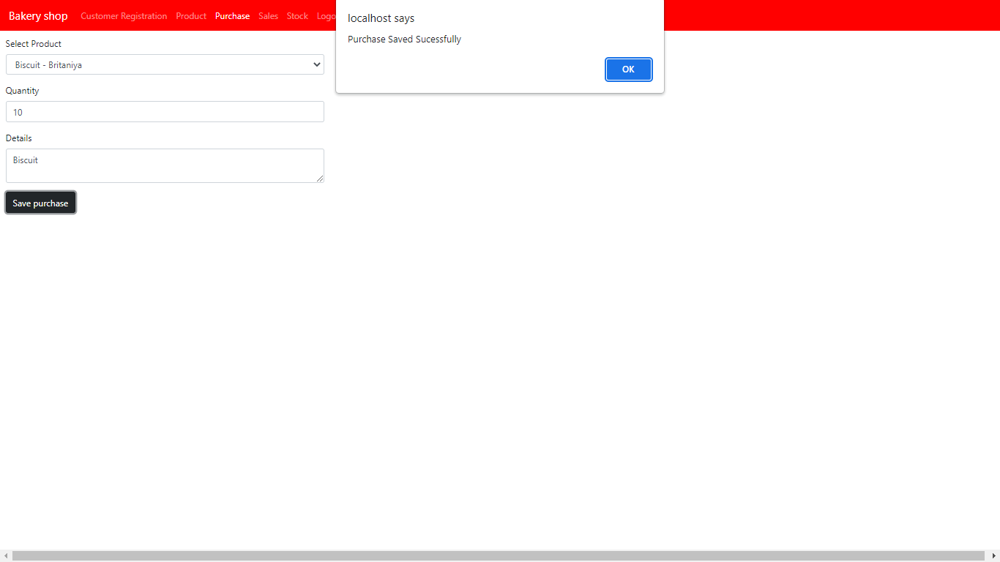 Bakery shop Customer Registration Product Purchase Sales Stock Logo
localhost says
Purchase Saved Sucessfully
OK
Select Product
Biscuit - Britaniya
Quantity
10
Details
Biscuit
Save purchase